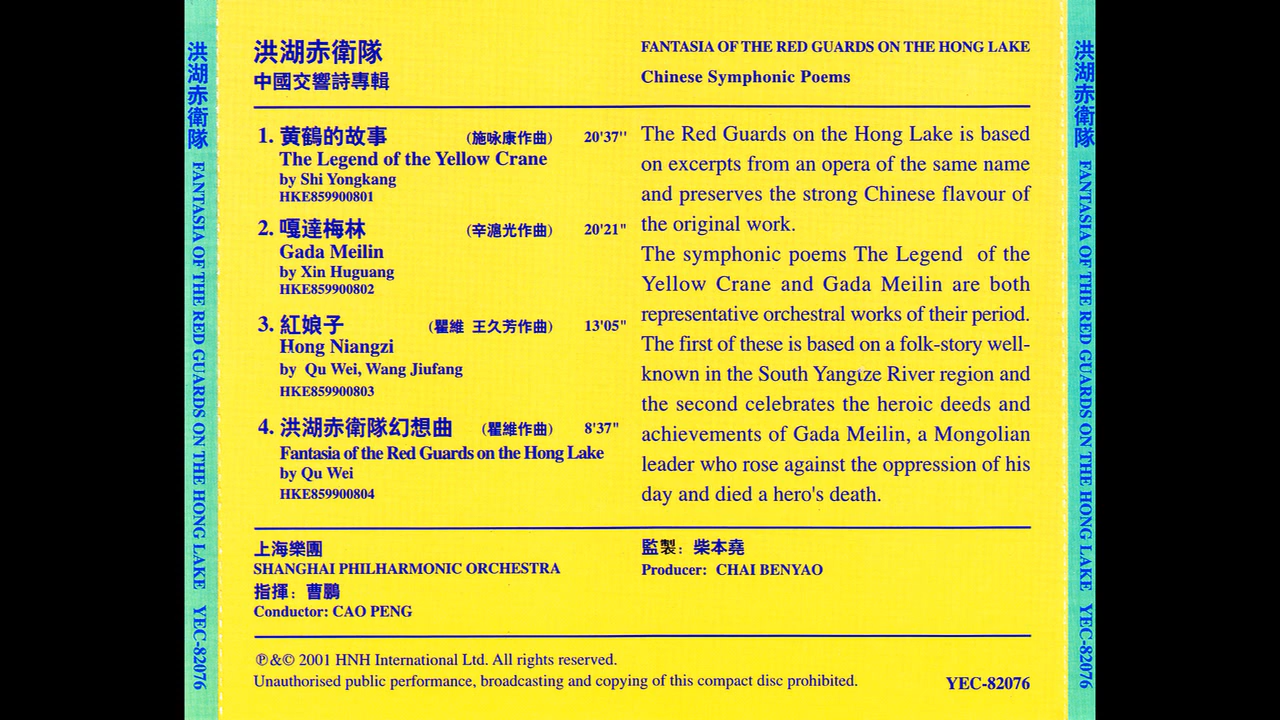 洪湖赤衛隊 FANTASIA OF THE RED GUARDS ON THE HONG LAKE YEC-82076
洪湖赤衛隊
中國交響詩專輯
FANTASIA OF THE RED GUARDS ON THE HONG LAKE
Chinese Symphonic Poems
1. 黄鶴的故事 (施咏康作曲) 20'37''
The Legend of the Yellow Crane
by Shi Yongkang
HKE859900801
2. 嘎達梅林 (辛滬光作曲) 20'21"
Gada Meilin
by Xin Huguang
HKE859900802
3. 紅娘子 (瞿維 王久芳作曲) 13'05"
Hong Niangzi
by Qu Wei, Wang Jiufang
HKE859900803
4. 洪湖赤衛隊幻想曲 (瞿維作曲) 8'37"
Fantasia of the Red Guards on the Hong Lake
by Qu Wei
HKE859900804
The Red Guards on the Hong Lake is based
on excerpts from an opera of the same name
and preserves the strong Chinese flavour of
the original work.
The symphonic poems The Legend of the
Yellow Crane and Gada Meilin are both
representative orchestral works of their period.
The first of these is based on a folk-story well-
known in the South Yangtze River region and
the second celebrates the heroic deeds and
achievements of Gada Meilin, a Mongolian
leader who rose against the oppression of his
day and died a hero's death.
上海樂團
SHANGHAI PHILHARMONIC ORCHESTRA
指揮：曹鵬
Conductor: CAO PENG
監製：柴本堯
Producer: CHAI BENYAO
℗&© 2001 HNH International Ltd. All rights reserved.
Unauthorised public performance, broadcasting and copying of this compact disc prohibited.
YEC-82076
洪湖赤衛隊 FANTASIA OF THE RED GUARDS ON THE HONG LAKE YEC-82076